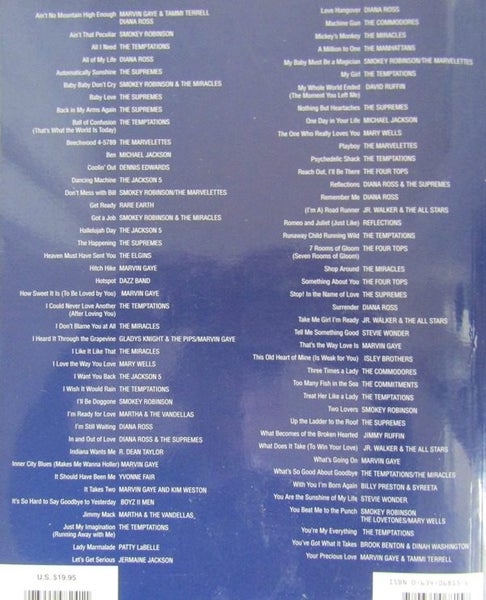 Ain't No Mountain High Enough MARVIN GAYE & TAMMI TERRELL
DIANA ROSS
Ain't That Peculiar SMOKEY ROBINSON
All I Need THE TEMPTATIONS
All of My Life DIANA ROSS
Automatically Sunshine THE SUPREMES
Baby Baby Don't Cry SMOKEY ROBINSON & THE MIRACLES
Baby Love THE SUPREMES
Back in My Arms Again THE SUPREMES
Ball of Confusion THE TEMPTATIONS
(That's What the World Is Today)
Beechwood 4-5789 THE MARVELETTES
Ben MICHAEL JACKSON
Coolin' Out DENNIS EDWARDS
Dancing Machine THE JACKSON 5
Don't Mess with Bill SMOKEY ROBINSON/THE MARVELETTES
Get Ready RARE EARTH
Got a Job SMOKEY ROBINSON & THE MIRACLES
Hallelujah Day THE JACKSON 5
The Happening THE SUPREMES
Heaven Must Have Sent You THE ELGINS
Hitch Hike MARVIN GAYE
Hotspot DAZZ BAND
How Sweet It Is (To Be Loved by You) MARVIN GAYE
I Could Never Love Another THE TEMPTATIONS
(After Loving You)
I Don't Blame You at All THE MIRACLES
I Heard It Through the Grapevine GLADYS KNIGHT & THE PIPS/MARVIN GAYE
I Like It Like That THE MIRACLES
I Love the Way You Love MARY WELLS
I Want You Back THE JACKSON 5
I Wish It Would Rain THE TEMPTATIONS
I'll Be Doggone SMOKEY ROBINSON
I'm Ready for Love MARTHA & THE VANDELLAS
I'm Still Waiting DIANA ROSS
In and Out of Love DIANA ROSS & THE SUPREMES
Indiana Wants Me R. DEAN TAYLOR
Inner City Blues (Makes Me Wanna Holler) MARVIN GAYE
It Should Have Been Me YVONNE FAIR
It Takes Two MARVIN GAYE AND KIM WESTON
It's So Hard to Say Goodbye to Yesterday BOYZ II MEN
Jimmy Mack MARTHA & THE VANDELLAS
Just My Imagination THE TEMPTATIONS
(Running Away with Me)
Lady Marmalade PATTY LaBELLE
Let's Get Serious JERMAINE JACKSON
Love Hangover DIANA ROSS
Machine Gun THE COMMODORES
Mickey's Monkey THE MIRACLES
A Million to One THE MANHATTANS
My Baby Must Be a Magician SMOKEY ROBINSON/THE MARVELETTES
My Girl THE TEMPTATIONS
My Whole World Ended DAVID RUFFIN
(The Moment You Left Me)
Nothing But Heartaches THE SUPREMES
One Day in Your Life MICHAEL JACKSON
The One Who Really Loves You MARY WELLS
Playboy THE MARVELETTES
Psychedelic Shack THE TEMPTATIONS
Reach Out, I'll Be There THE FOUR TOPS
Reflections DIANA ROSS & THE SUPREMES
Remember Me DIANA ROSS
(I'm A) Road Runner JR. WALKER & THE ALL STARS
Romeo and Juliet (Just Like) REFLECTIONS
Runaway Child Running Wild THE TEMPTATIONS
7 Rooms of Gloom THE FOUR TOPS
(Seven Rooms of Gloom)
Shop Around THE MIRACLES
Something About You THE FOUR TOPS
Stop! In the Name of Love THE SUPREMES
Surrender DIANA ROSS
Take Me Girl I'm Ready JR. WALKER & THE ALL STARS
Tell Me Something Good STEVIE WONDER
That's the Way Love Is MARVIN GAYE
This Old Heart of Mine (Is Weak for You) ISLEY BROTHERS
Three Times a Lady THE COMMODORES
Too Many Fish in the Sea THE COMMITMENTS
Treat Her Like a Lady THE TEMPTATIONS
Two Lovers SMOKEY ROBINSON
Up the Ladder to the Roof THE SUPREMES
What Becomes of the Broken Hearted JIMMY RUFFIN
What Does It Take (To Win Your Love) JR. WALKER & THE ALL STARS
What's Going On MARVIN GAYE
What's So Good About Goodbye THE TEMPTATIONS/THE MIRACLES
With You I'm Born Again BILLY PRESTON & SYREETA
You Are the Sunshine of My Life STEVIE WONDER
You Beat Me to the Punch SMOKEY ROBINSON
THE LOVETONES/MARY WELLS
You're My Everything THE TEMPTATIONS
You've Got What It Takes BROOK BENTON & DINAH WASHINGTON
Your Precious Love MARVIN GAYE & TAMMI TERRELL
U.S. $19.95
ISBN